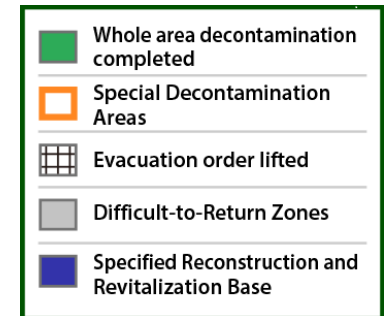 Whole area decontamination
completed
Special Decontamination
Areas
Evacuation order lifted
Difficult-to-Return Zones
Specified Reconstruction and
Revitalization Base